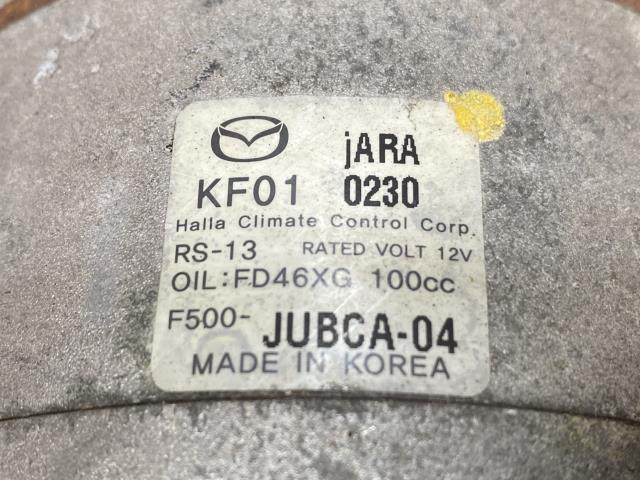 jARA
KF01 0230
Halla Climate Control Corp.
RS-13 RATED VOLT 12V
OIL:FD46XG 100cc
F500-JUBCA-04
MADE IN KOREA